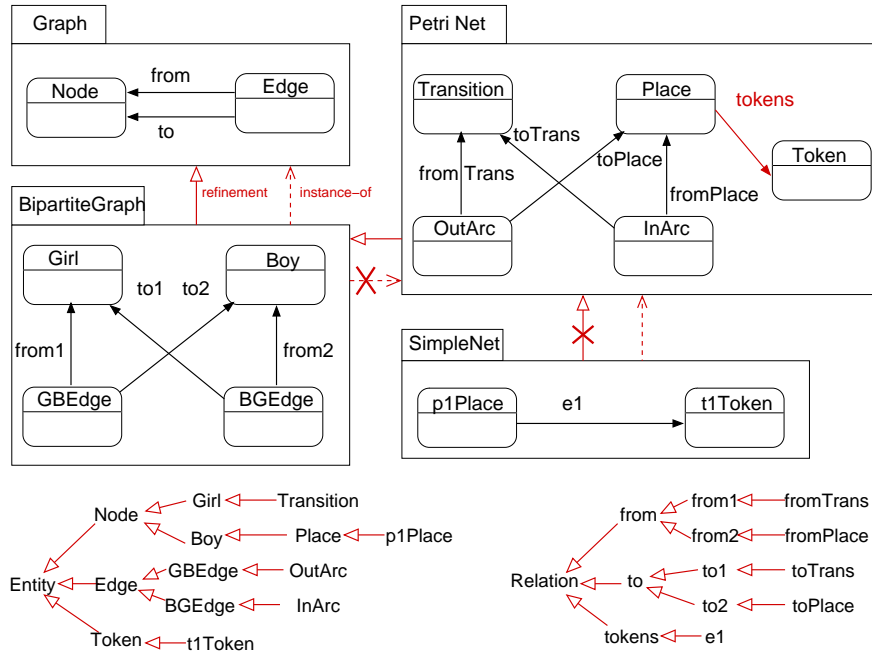 Graph
Node
from
Edge
to
refinement
instance-of
Petri Net
Transition
Place
tokens
toTrans
Token
from Trans
toPlace
fromPlace
OutArc
InArc
BipartiteGraph
Girl
Boy
to1
to2
from1
from2
GBEdge
BGEdge
SimpleNet
p1Place
e1
t1Token
Node
Girl
Transition
Boy
Place
p1Place
Entity
Edge
GBEdge
OutArc
BGEdge
InArc
Token
t1Token
Relation
from
from1
fromTrans
from2
fromPlace
to
to1
toTrans
to2
toPlace
tokens
e1